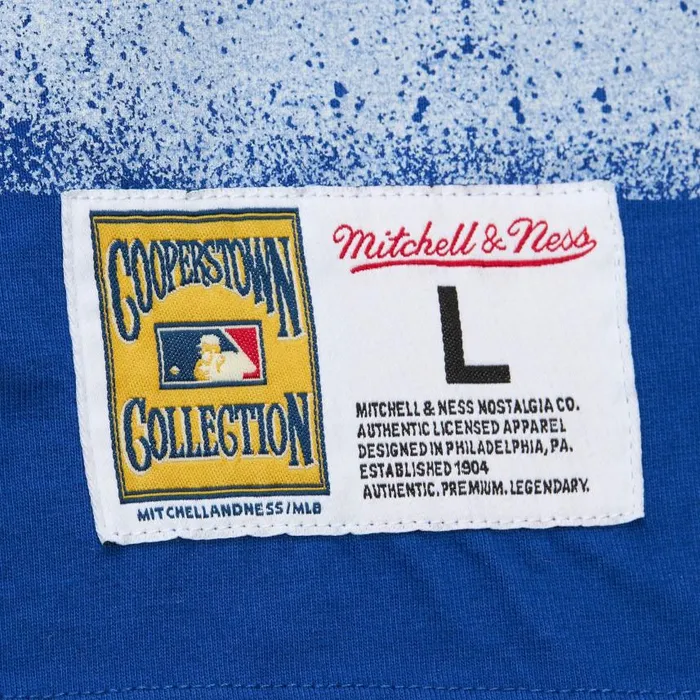 COOPERSTOWN
COLLECTION
MITCHELLANDNESS/MLB
Mitchell & Ness
L
MITCHELL & NESS NOSTALGIA CO.
AUTHENTIC LICENSED APPAREL
DESIGNED IN PHILADELPHIA, PA.
ESTABLISHED 1904
AUTHENTIC. PREMIUM. LEGENDARY.